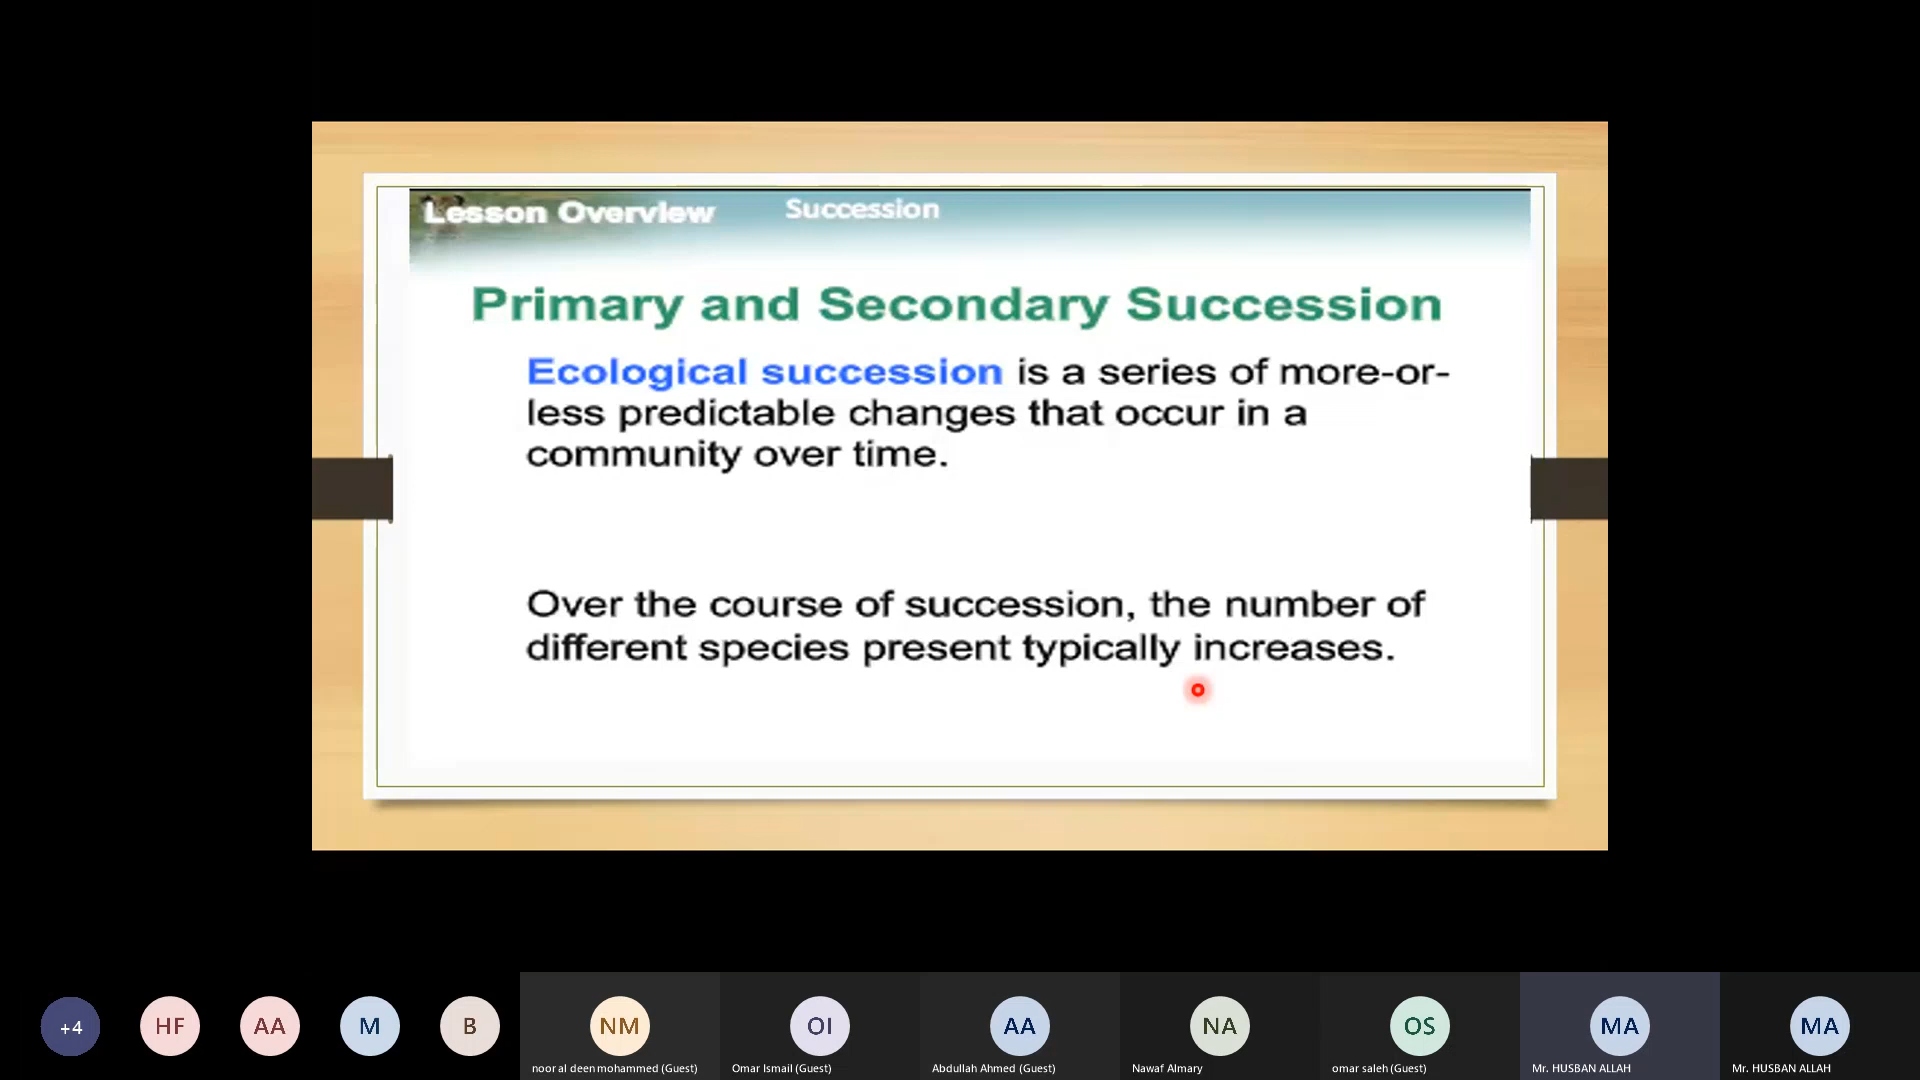 Lesson Overview Succession
Primary and Secondary Succession
Ecological succession is a series of more-or-
less predictable changes that occur in a
community over time.
Over the course of succession, the number of
different species present typically increases.
+4 HF AA M B NM OI AA NA OS MA MA
noor al deen mohammed (Guest) Omar Ismail (Guest) Abdullah Ahmed (Guest) Nawaf Almary omar saleh (Guest) Mr. HUSBAN ALLAH Mr. HUSBAN ALLAH